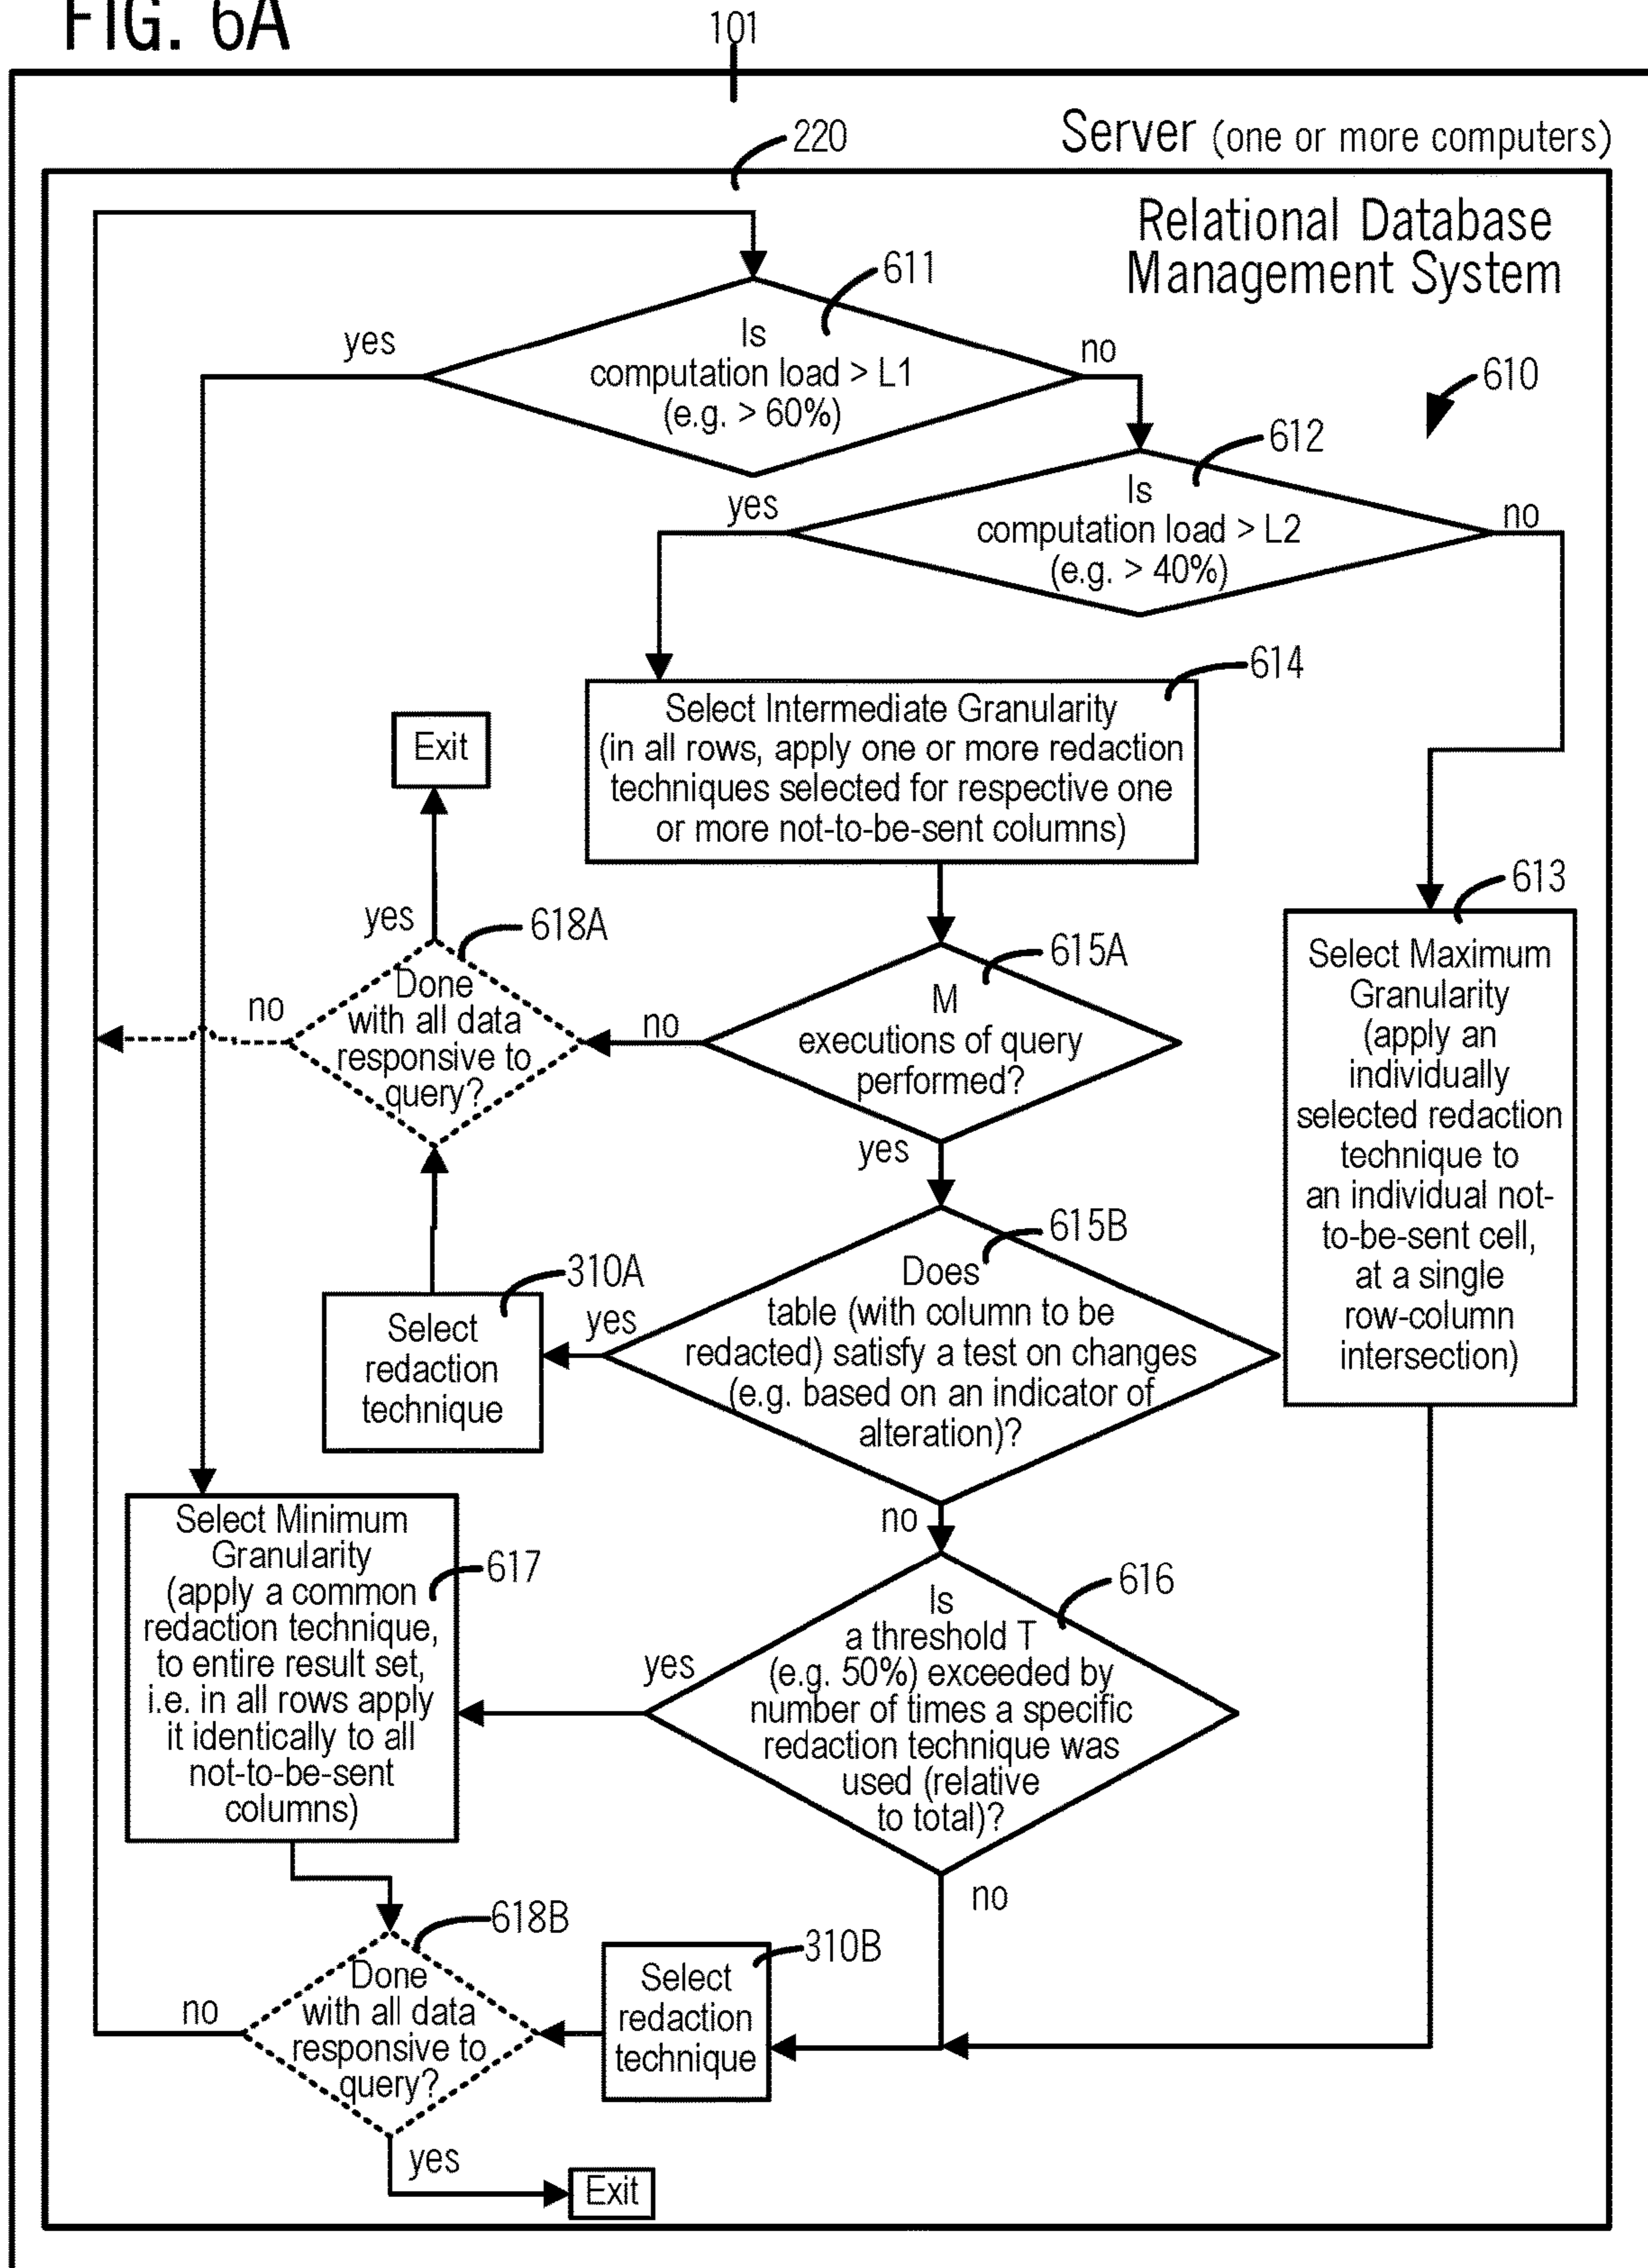 FIG. 6A
101
220
Server (one or more computers)
Relational Database
Management System
611
Is
computation load > L1
(e.g. > 60%)
yes
no
610
612
Is
computation load > L2
(e.g. > 40%)
yes
no
614
Select Intermediate Granularity
(in all rows, apply one or more redaction
techniques selected for respective one
or more not-to-be-sent columns)
Exit
613
Select Maximum
Granularity
(apply an
individually
selected redaction
technique to
an individual not-
to-be-sent cell,
at a single
row-column
intersection)
yes
618A
Done
with all data
responsive to
query?
no
615A
M
executions of query
performed?
no
yes
615B
Does
table (with column to be
redacted) satisfy a test on changes
(e.g. based on an indicator of
alteration)?
yes
310A
Select
redaction
technique
no
Select Minimum
Granularity
(apply a common
redaction technique,
to entire result set,
i.e. in all rows apply
it identically to all
not-to-be-sent
columns)
617
616
Is
a threshold T
(e.g. 50%) exceeded by
number of times a specific
redaction technique was
used (relative
to total)?
yes
no
618B
Done
with all data
responsive to
query?
no
310B
Select
redaction
technique
yes
Exit